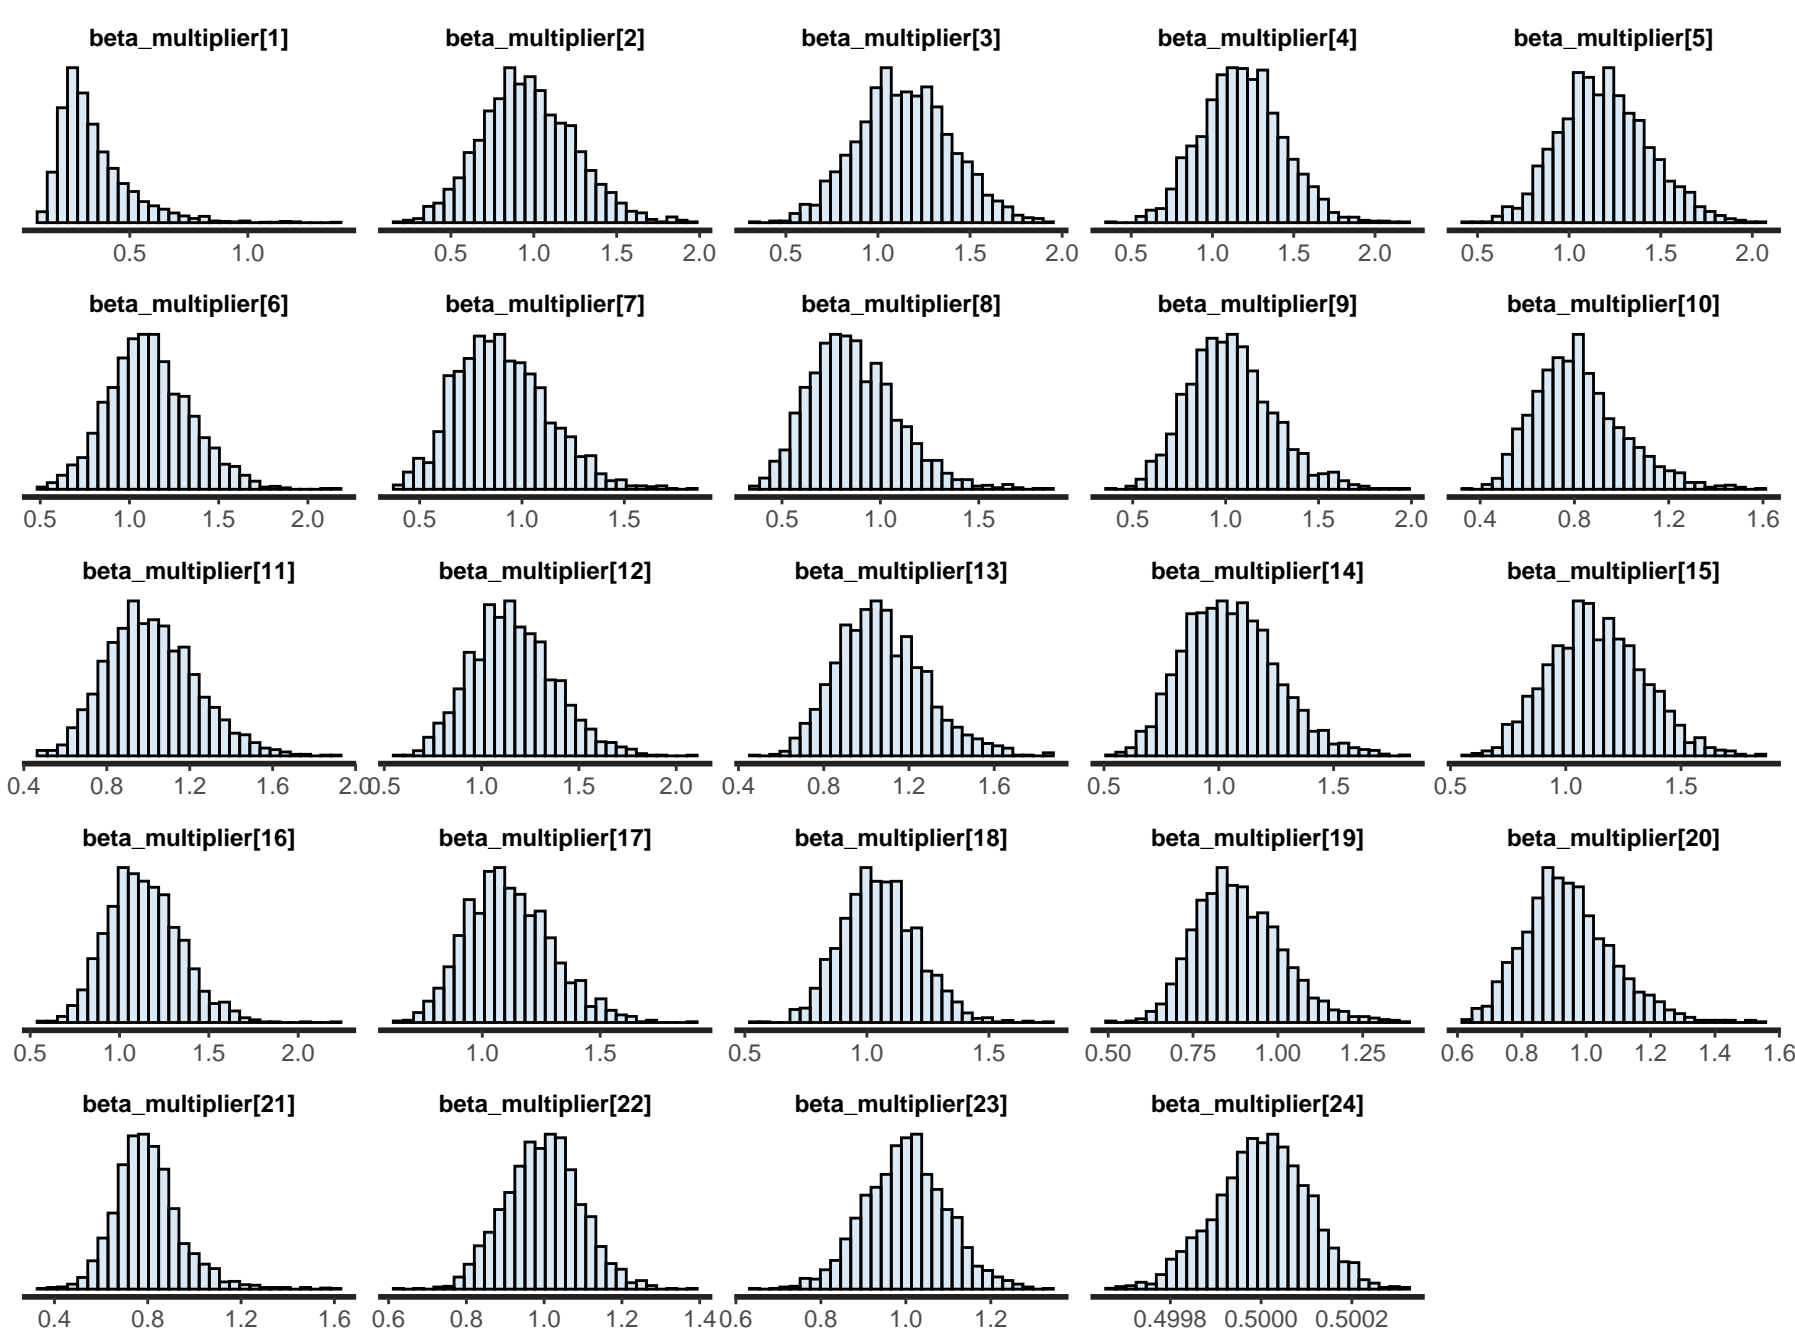 beta_multiplier[1] beta_multiplier[2] beta_multiplier[3] beta_multiplier[4] beta_multiplier[5]
0.5 1.0 0.5 1.0 1.5 2.0 0.5 1.0 1.5 2.0 0.5 1.0 1.5 2.0 0.5 1.0 1.5 2.0
beta_multiplier[6] beta_multiplier[7] beta_multiplier[8] beta_multiplier[9] beta_multiplier[10]
0.5 1.0 1.5 2.0 0.5 1.0 1.5 0.5 1.0 1.5 0.5 1.0 1.5 2.0 0.4 0.8 1.2 1.6
beta_multiplier[11] beta_multiplier[12] beta_multiplier[13] beta_multiplier[14] beta_multiplier[15]
0.4 0.8 1.2 1.6 2.0 0.5 1.0 1.5 2.0 0.4 0.8 1.2 1.6 0.5 1.0 1.5 0.5 1.0 1.5
beta_multiplier[16] beta_multiplier[17] beta_multiplier[18] beta_multiplier[19] beta_multiplier[20]
0.5 1.0 1.5 2.0 1.0 1.5 0.5 1.0 1.5 0.50 0.75 1.00 1.25 0.6 0.8 1.0 1.2 1.4 1.6
beta_multiplier[21] beta_multiplier[22] beta_multiplier[23] beta_multiplier[24]
0.4 0.8 1.2 1.6 0.6 0.8 1.0 1.2 1.4 0.6 0.8 1.0 1.2 0.4998 0.5000 0.5002